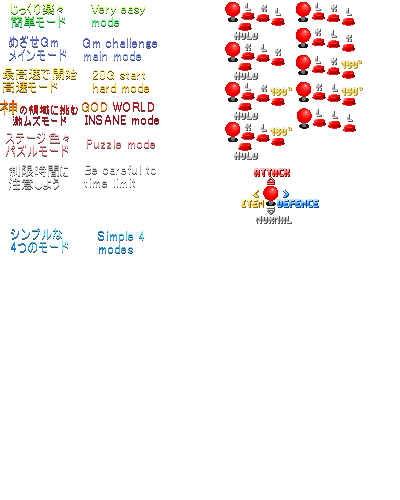 じっくり楽々
簡単モード
Very easy
mode
めざせGm
メインモード
Gm challenge
main mode
最高速で開始
高速モード
20G start
hard mode
神の領域に挑む
激ムズモード
GOD WORLD
INSANE mode
ステージ色々
パズルモード
Puzzle mode
制限時間に
注意しよう
Be careful to
time limit
シンプルな
4つのモード
Simple 4
modes
L
R
L
HOLD
L
R
L
L
R
L
HOLD
L
R
L
L
R
180°
HOLD
L
R
180°
L
R
180°
HOLD
L
R
180°
L
R
180°
HOLD
ATTACK
ITEM
DEFENCE
NORMAL